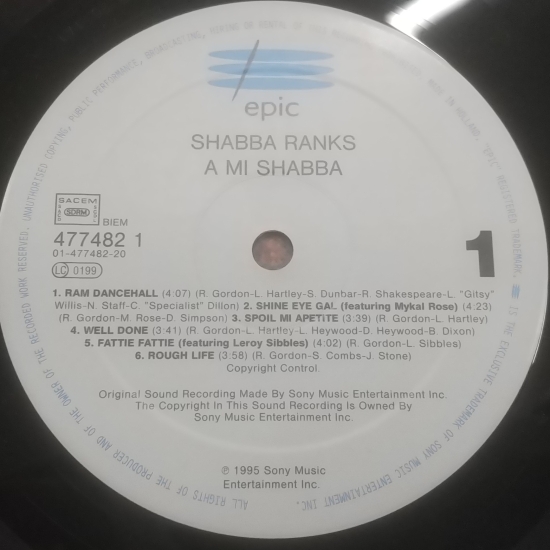 epic
SHABBA RANKS
A MI SHABBA
SACEM
SDRM
BIEM
477482 1
01-477482-20
LC 0199
1
1. RAM DANCEHALL (4:07) (R. Gordon-L. Hartley-S. Dunbar-R. Shakespeare-L. "Gitsy"
Willis-N. Staff-C. "Specialist" Dillon) 2. SHINE EYE GAL (featuring Mykal Rose) (4:23)
(R. Gordon-M. Rose-D. Simpson) 3. SPOIL MI APETITE (3:39) (R. Gordon-L. Hartley)
4. WELL DONE (3:41) (R. Gordon-L. Hartley-L. Heywood-D. Heywood-B. Dixon)
5. FATTIE FATTIE (featuring Leroy Sibbles) (4:02) (R. Gordon-L. Sibbles)
6. ROUGH LIFE (3:58) (R. Gordon-S. Combs-J. Stone)
Copyright Control.
Original Sound Recording Made By Sony Music Entertainment Inc.
The Copyright In This Sound Recording Is Owned By
Sony Music Entertainment Inc.
℗ 1995 Sony Music
Entertainment Inc.
ALL RIGHTS OF THE PRODUCER AND OF THE OWNER OF THE RECORDED WORK RESERVED. UNAUTHORISED COPYING, PUBLIC PERFORMANCE, BROADCASTING,
IN HOLLAND. "EPIC"
REGISTERED TRADEMARK.
IS THE EXCLUSIVE TRADEMARK OF SONY MUSIC ENTERTAINMENT INC.